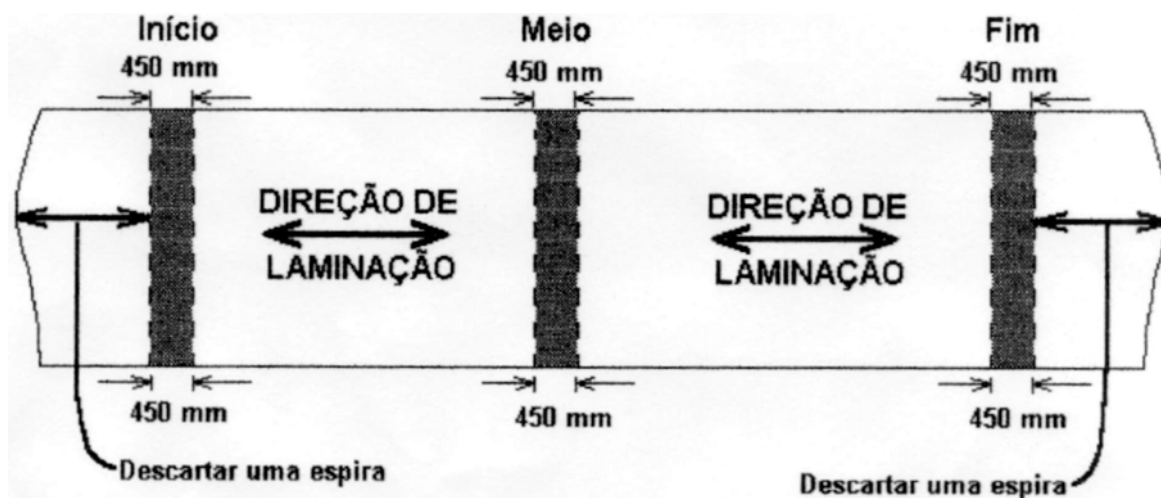 Início
Meio
Fim
450 mm
450 mm
450 mm
DIREÇÃO DE
LAMINAÇÃO
DIREÇÃO DE
LAMINAÇÃO
450 mm
450 mm
450 mm
Descartar uma espira
Descartar uma espira